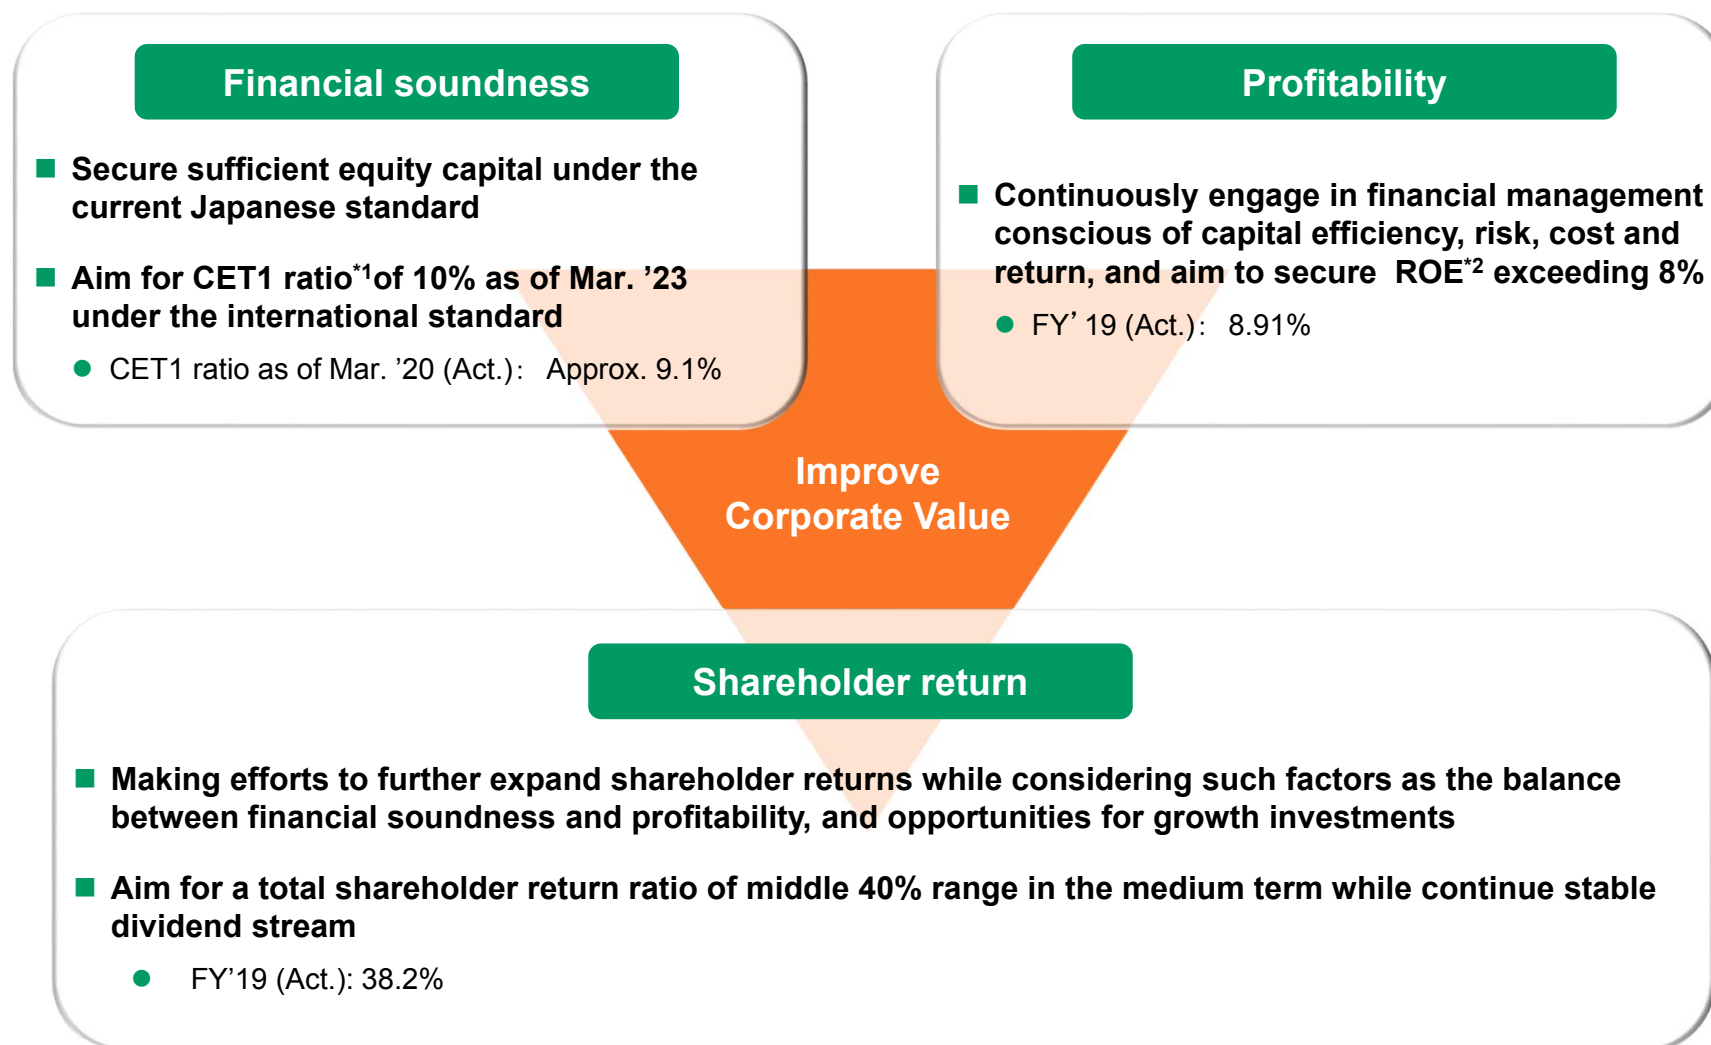 Financial soundness
■ Secure sufficient equity capital under the
current Japanese standard
■ Aim for CET1 ratio*1of 10% as of Mar. ’23
under the international standard
● CET1 ratio as of Mar. ’20 (Act.)： Approx. 9.1%
Profitability
■ Continuously engage in financial management
conscious of capital efficiency, risk, cost and
return, and aim to secure ROE*2 exceeding 8%
● FY’ 19 (Act.)： 8.91%
Improve
Corporate Value
Shareholder return
■ Making efforts to further expand shareholder returns while considering such factors as the balance
between financial soundness and profitability, and opportunities for growth investments
■ Aim for a total shareholder return ratio of middle 40% range in the medium term while continue stable
dividend stream
● FY’19 (Act.): 38.2%